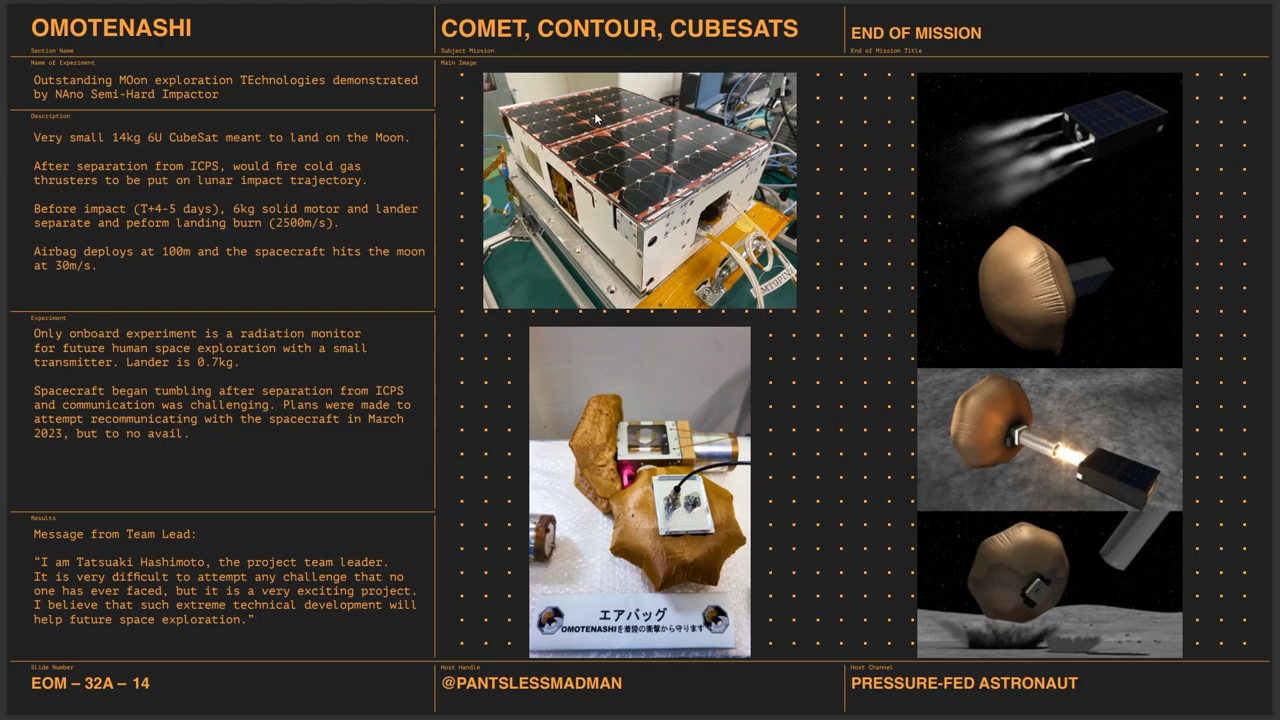 OMOTENASHI
Section Name
COMET, CONTOUR, CUBESATS
Subject Mission
END OF MISSION
End of Mission Title
Name of Experiment
Outstanding MOon exploration TEchnologies demonstrated
by NAno Semi-Hard Impactor
Description
Very small 14kg 6U CubeSat meant to land on the Moon.
After separation from ICPS, would fire cold gas
thrusters to be put on lunar impact trajectory.
Before impact (T+4-5 days), 6kg solid motor and lander
separate and peform landing burn (2500m/s).
Airbag deploys at 100m and the spacecraft hits the moon
at 30m/s.
Experiment
Only onboard experiment is a radiation monitor
for future human space exploration with a small
transmitter. Lander is 0.7kg.
Spacecraft began tumbling after separation from ICPS
and communication was challenging. Plans were made to
attempt recommunicating with the spacecraft in March
2023, but to no avail.
Results
Message from Team Lead:
“I am Tatsuaki Hashimoto, the project team leader.
It is very difficult to attempt any challenge that no
one has ever faced, but it is a very exciting project.
I believe that such extreme technical development will
help future space exploration.”
Main Image
エアバッグ
OMOTENASHIを着陸の衝撃から守ります
Slide Number
EOM – 32A – 14
Host Handle
@PANTSLESSMADMAN
Host Channel
PRESSURE-FED ASTRONAUT